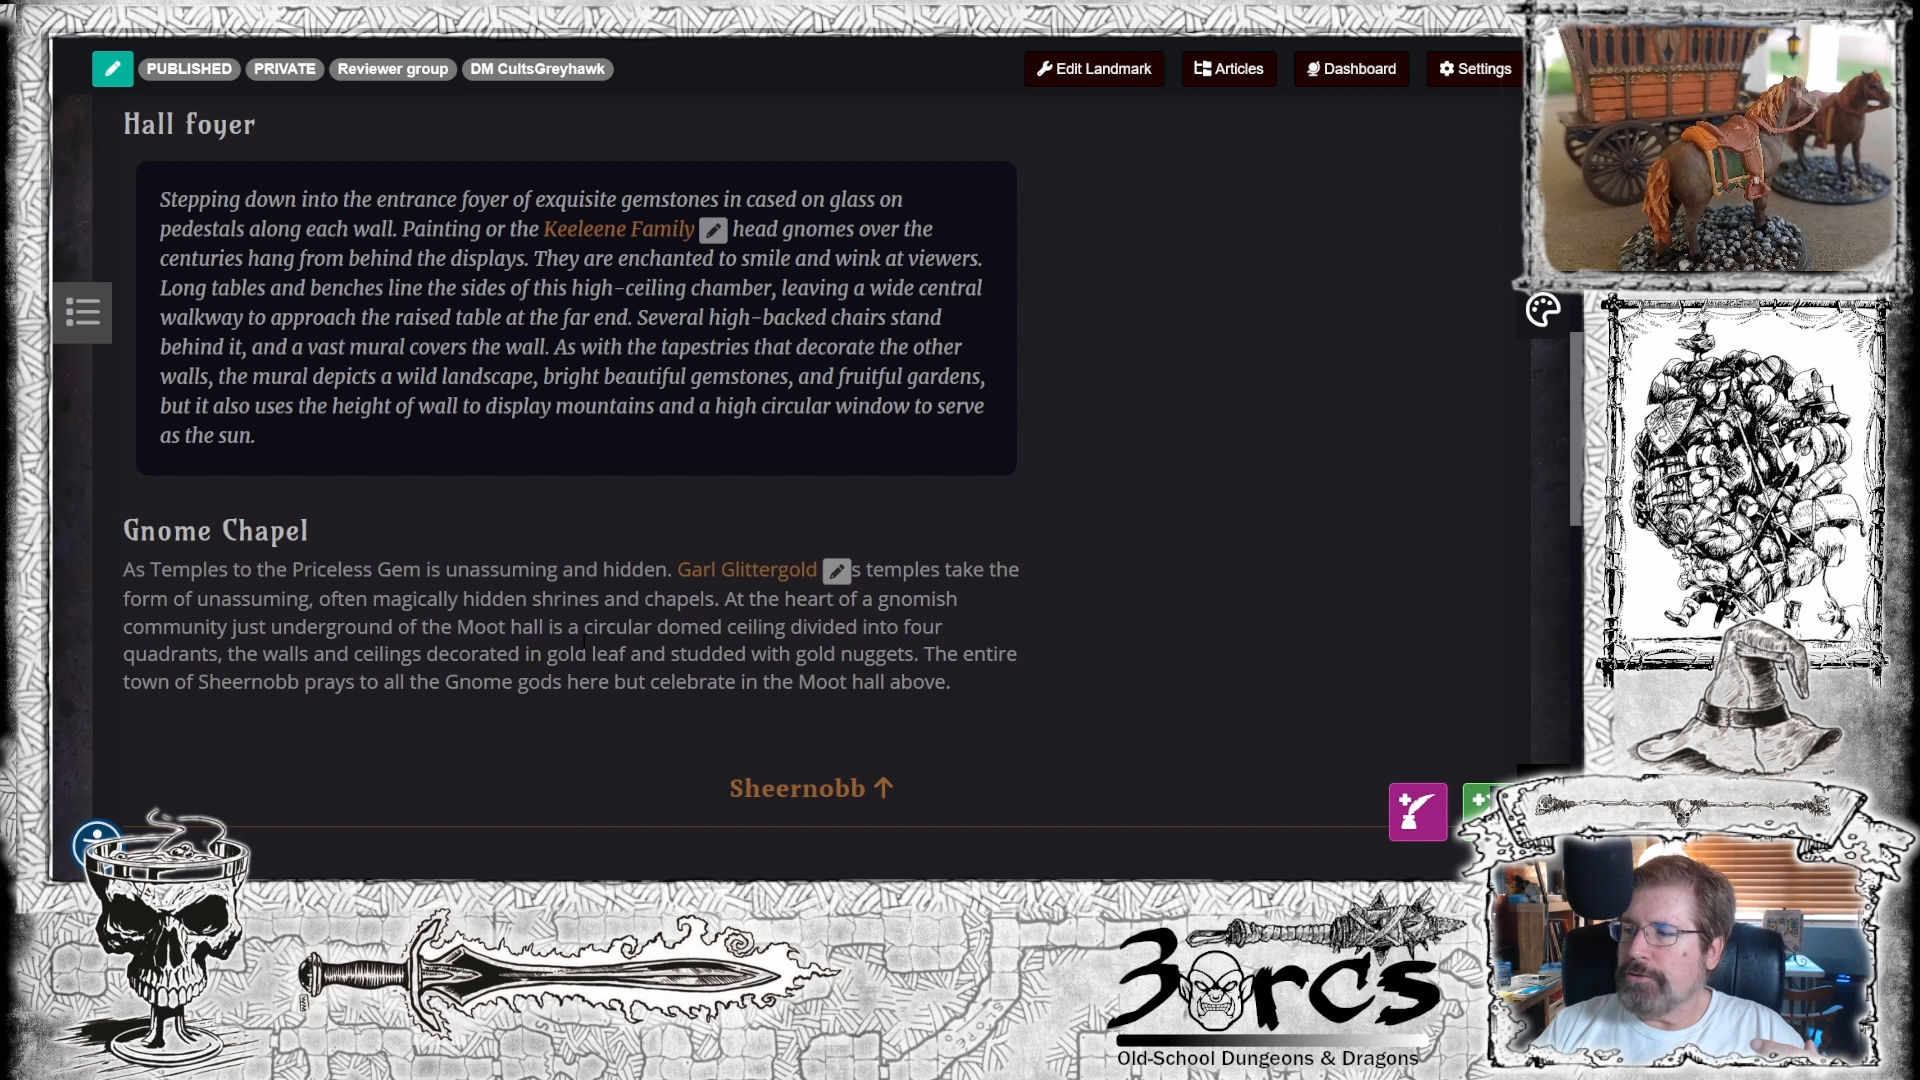 PUBLISHED PRIVATE Reviewer group DM CultsGreyhawk Edit Landmark Articles Dashboard Settings
Hall foyer
Stepping down into the entrance foyer of exquisite gemstones in cased on glass on
pedestals along each wall. Painting or the Keeleene Family head gnomes over the
centuries hang from behind the displays. They are enchanted to smile and wink at viewers.
Long tables and benches line the sides of this high-ceiling chamber, leaving a wide central
walkway to approach the raised table at the far end. Several high-backed chairs stand
behind it, and a vast mural covers the wall. As with the tapestries that decorate the other
walls, the mural depicts a wild landscape, bright beautiful gemstones, and fruitful gardens,
but it also uses the height of wall to display mountains and a high circular window to serve
as the sun.
Gnome Chapel
As Temples to the Priceless Gem is unassuming and hidden. Garl Glittergold s temples take the
form of unassuming, often magically hidden shrines and chapels. At the heart of a gnomish
community just underground of the Moot hall is a circular domed ceiling divided into four
quadrants, the walls and ceilings decorated in gold leaf and studded with gold nuggets. The entire
town of Sheernobb prays to all the Gnome gods here but celebrate in the Moot hall above.
Sheernobb
3 Orcs
Old-School Dungeons & Dragons